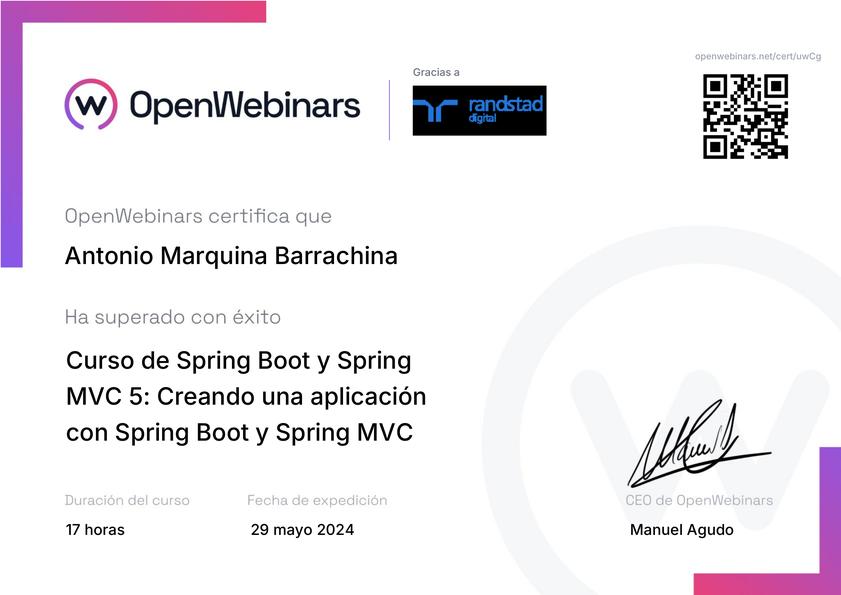 openwebinars.net/cert/uwCg
Gracias a
OpenWebinars
randstad
digital
OpenWebinars certifica que
Antonio Marquina Barrachina
Ha superado con éxito
Curso de Spring Boot y Spring
MVC 5: Creando una aplicación
con Spring Boot y Spring MVC
Duración del curso
Fecha de expedición
CEO de OpenWebinars
17 horas
29 mayo 2024
Manuel Agudo